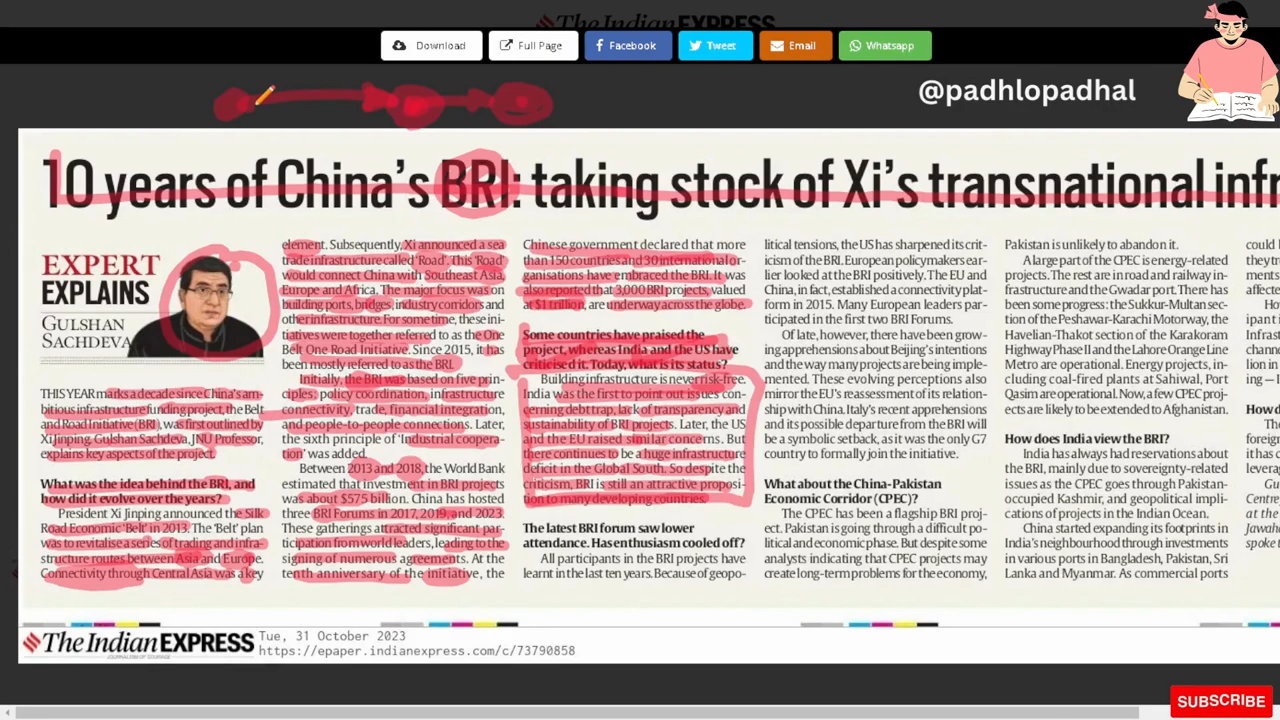 The Indian EXPRESS
Download
Full Page
Facebook
Tweet
Email
Whatsapp
@padhlopadhal
10 years of China's BRI: taking stock of Xi's transnational infr
EXPERT
EXPLAINS
GULSHAN
SACHDEVA
THIS YEAR marks a decade since China's am-
bitious infrastructure funding project, the Belt
and Road Initiative (BRI), was first outlined by
Xi Jinping. Gulshan Sachdeva, JNU Professor,
explains key aspects of the project.
What was the idea behind the BRI, and
how did it evolve over the years?
President Xi Jinping announced the Silk
Road Economic 'Belt' in 2013. The 'Belt' plan
was to revitalise a series of trading and infra-
structure routes between Asia and Europe.
Connectivity through Central Asia was a key
element. Subsequently, Xi announced a sea
trade infrastructure called 'Road'. This 'Road'
would connect China with Southeast Asia,
Europe and Africa. The major focus was on
building ports, bridges, industry corridors and
other infrastructure. For some time, these ini-
tiatives were together referred to as the One
Belt One Road Initiative. Since 2015, it has
been mostly referred to as the BRI.
Initially, the BRI was based on five prin-
ciples: policy coordination, infrastructure
connectivity, trade, financial integration,
and people-to-people connections. Later,
the sixth principle of 'Industrial coopera-
tion' was added.
Between 2013 and 2018, the World Bank
estimated that investment in BRI projects
was about $575 billion. China has hosted
three BRI Forums in 2017, 2019, and 2023.
These gatherings attracted significant par-
ticipation from world leaders, leading to the
signing of numerous agreements. At the
tenth anniversary of the initiative, the
Chinese government declared that more
than 150 countries and 30 international or-
ganisations have embraced the BRI. It was
also reported that 3,000 BRI projects, valued
at $1 trillion, are underway across the globe.
Some countries have praised the
project, whereas India and the US have
criticised it. Today, what is its status?
Building infrastructure is never risk-free.
India was the first to point out issues con-
cerning debt trap, lack of transparency and
sustainability of BRI projects. Later, the US
and the EU raised similar concerns. But
there continues to be a huge infrastructure
deficit in the Global South. So despite the
criticism, BRI is still an attractive proposi-
tion to many developing countries.
The latest BRI forum saw lower
attendance. Has enthusiasm cooled off?
All participants in the BRI projects have
learnt in the last ten years. Because of geopo-
litical tensions, the US has sharpened its crit-
icism of the BRI. European policymakers ear-
lier looked at the BRI positively. The EU and
China, in fact, established a connectivity plat-
form in 2015. Many European leaders par-
ticipated in the first two BRI Forums.
Of late, however, there have been grow-
ing apprehensions about Beijing's intentions
and the way many projects are being imple-
mented. These evolving perceptions also
mirror the EU's reassessment of its relation-
ship with China. Italy's recent apprehensions
and its possible departure from the BRI will
be a symbolic setback, as it was the only G7
country to formally join the initiative.
What about the China-Pakistan
Economic Corridor (CPEC)?
The CPEC has been a flagship BRI proj-
ect. Pakistan is going through a difficult po-
litical and economic phase. But despite some
analysts indicating that CPEC projects may
create long-term problems for the economy,
Pakistan is unlikely to abandon it.
A large part of the CPEC is energy-related
projects. The rest are in road and railway in-
frastructure and the Gwadar port. There has
been some progress: the Sukkur-Multan sec-
tion of the Peshawar-Karachi Motorway, the
Havelian-Thakot section of the Karakoram
Highway Phase II and the Lahore Orange Line
Metro are operational. Energy projects, in-
cluding coal-fired plants at Sahiwal, Port
Qasim are operational. Now, a few CPEC proj-
ects are likely to be extended to Afghanistan.
How does India view the BRI?
India has always had reservations about
the BRI, mainly due to sovereignty-related
issues as the CPEC goes through Pakistan-
occupied Kashmir, and geopolitical impli-
cations of projects in the Indian Ocean.
China started expanding its footprints in
India's neighbourhood through investments
in various ports in Bangladesh, Pakistan, Sri
Lanka and Myanmar. As commercial ports
could
they tr
affecte
Ho
ipant i
infrast
chann
lion in
ing — I
How d
The
foreig
it has c
levera
Gu
Centre
at the
Jawah
spoke t
The Indian EXPRESS
Tue, 31 October 2023
https://epaper.indianexpress.com/c/73790858
SUBSCRIBE